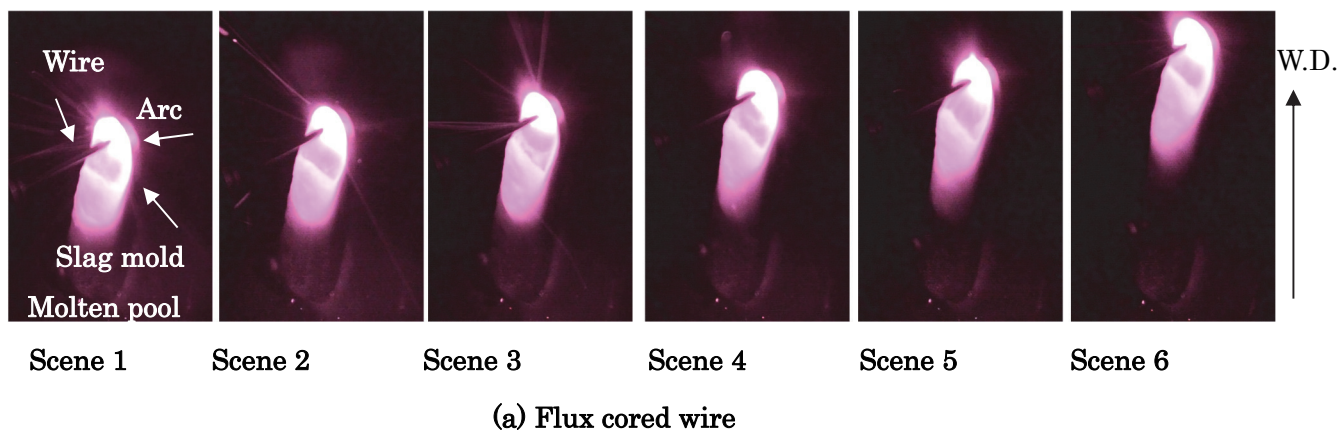 Wire
Arc
Slag mold
Molten pool
W.D.
Scene 1
Scene 2
Scene 3
Scene 4
Scene 5
Scene 6
(a) Flux cored wire